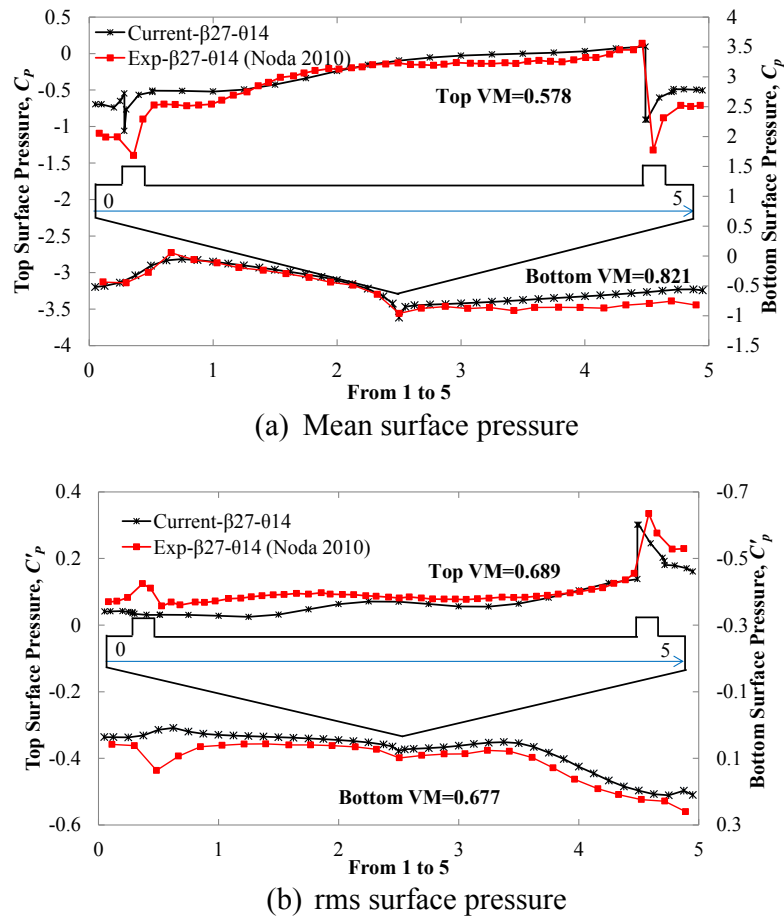 Current-β27-θ14
Exp-β27-θ14 (Noda 2010)
Top VM=0.578
Bottom VM=0.821
0
5
Top Surface Pressure, Cp
0.5
0
-0.5
-1
-1.5
-2
-2.5
-3
-3.5
-4
Bottom Surface Pressure, Cp
4
3.5
3
2.5
2
1.5
1
0.5
0
-0.5
-1
-1.5
0 1 2 3 4 5
From 1 to 5
(a) Mean surface pressure
Current-β27-θ14
Exp-β27-θ14 (Noda 2010)
Top VM=0.689
0
5
Bottom VM=0.677
Top Surface Pressure, C'p
0.4
0.2
0
-0.2
-0.4
-0.6
Bottom Surface Pressure, C'p
-0.7
-0.5
-0.3
-0.1
0.1
0.3
0 1 2 3 4 5
From 1 to 5
(b) rms surface pressure